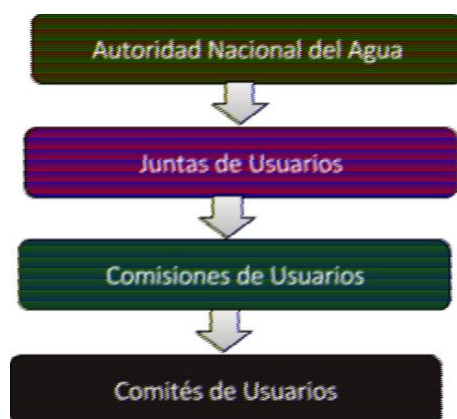 Autoridad Nacional del Agua
Juntas de Usuarios
Comisiones de Usuarios
Comités de Usuarios